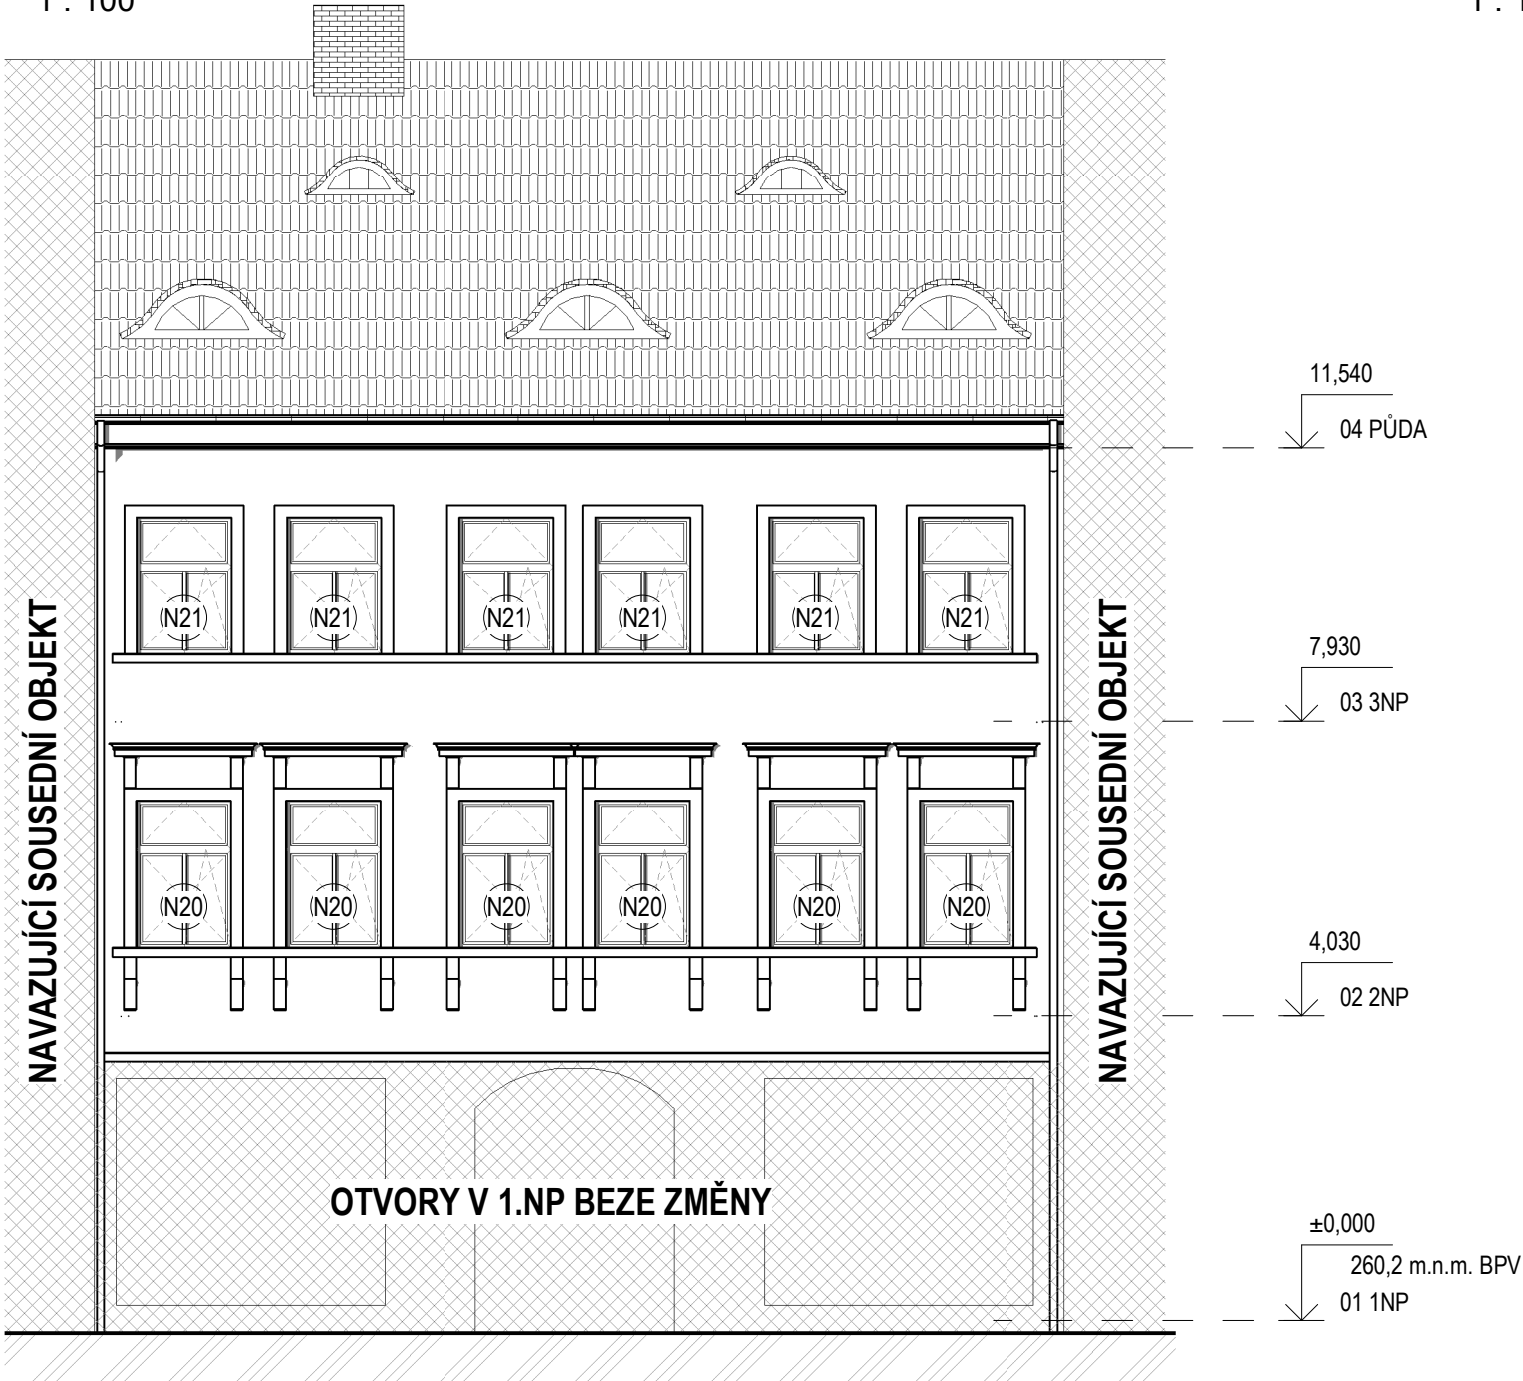 1 : 100
11,540
04 PŮDA
N21 N21 N21 N21 N21 N21
7,930
03 3NP
NAVAZUJÍCÍ SOUSEDNÍ OBJEKT
NAVAZUJÍCÍ SOUSEDNÍ OBJEKT
N20 N20 N20 N20 N20 N20
4,030
02 2NP
OTVORY V 1.NP BEZE ZMĚNY
±0,000
260,2 m.n.m. BPV
01 1NP